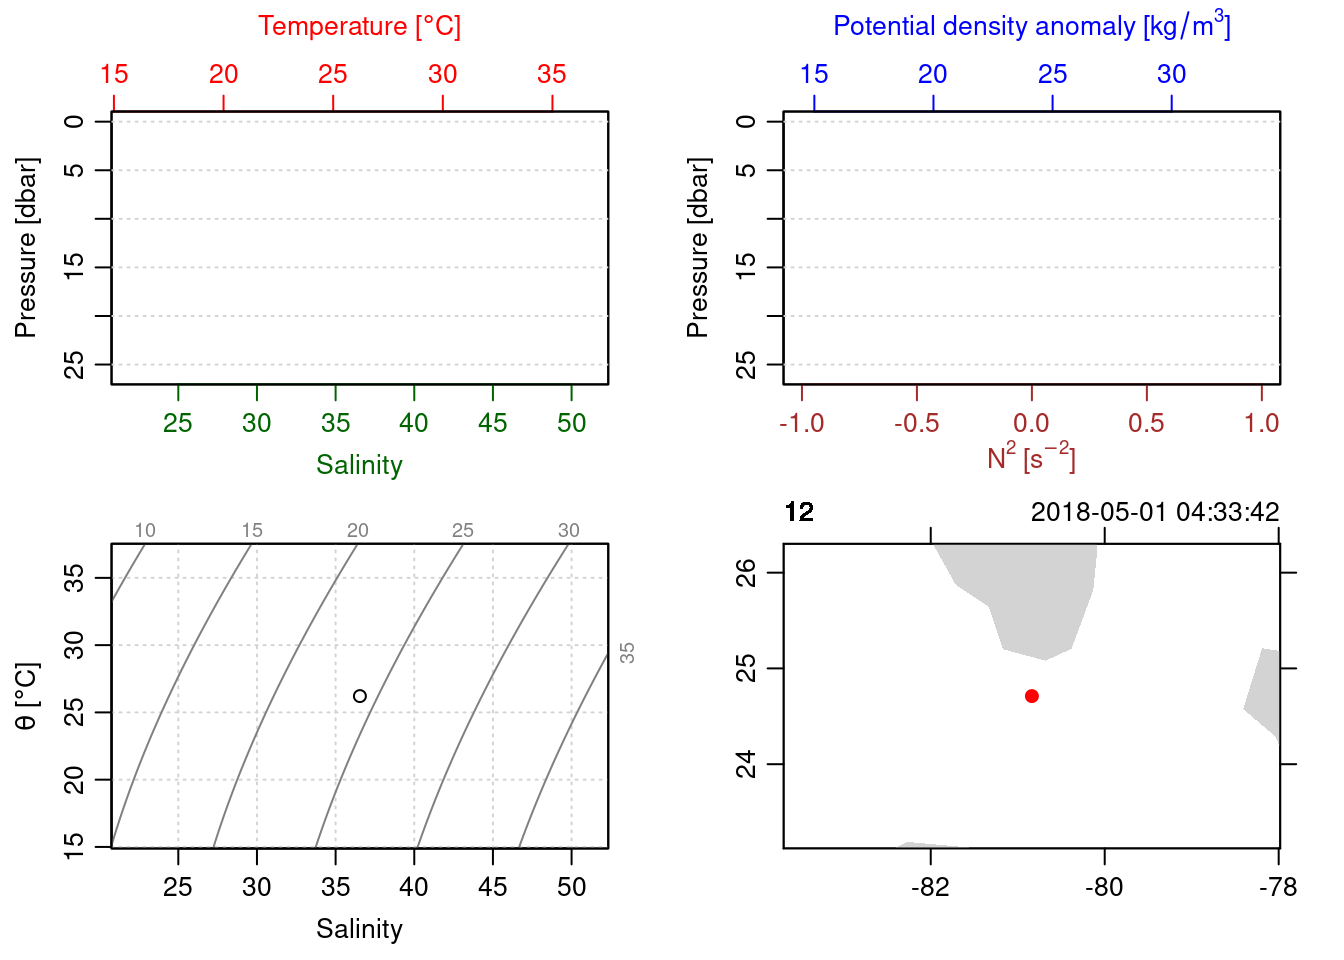 Temperature [°C]
15 20 25 30 35
Pressure [dbar]
0
5
15
25
25 30 35 40 45 50
Salinity
Potential density anomaly [kg/m³]
15 20 25 30
Pressure [dbar]
0
5
15
25
-1.0 -0.5 0.0 0.5 1.0
N² [s⁻²]
10 15 20 25 30
35
θ [°C]
35
30
25
20
15
25 30 35 40 45 50
Salinity
12 2018-05-01 04:33:42
26
25
24
-82 -80 -78